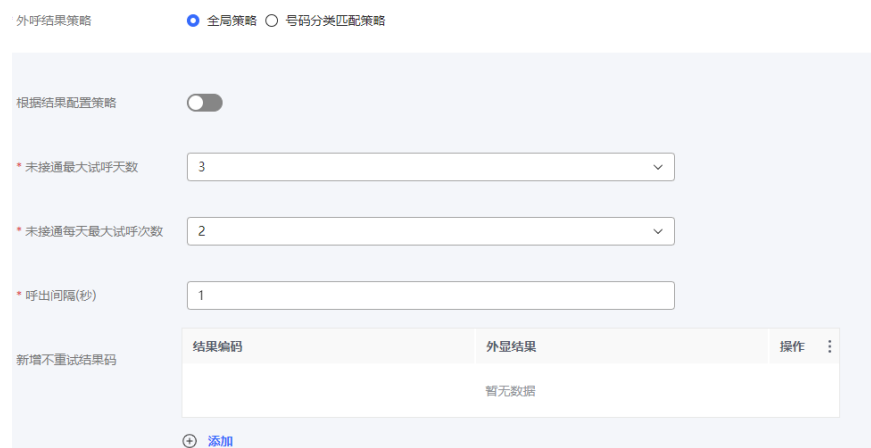 外呼结果策略 全局策略 号码分类匹配策略
根据结果配置策略
* 未接通最大试呼天数 3
* 未接通每天最大试呼次数 2
* 呼出间隔(秒) 1
新增不重试结果码
结果编码 外显结果 操作
暂无数据
添加